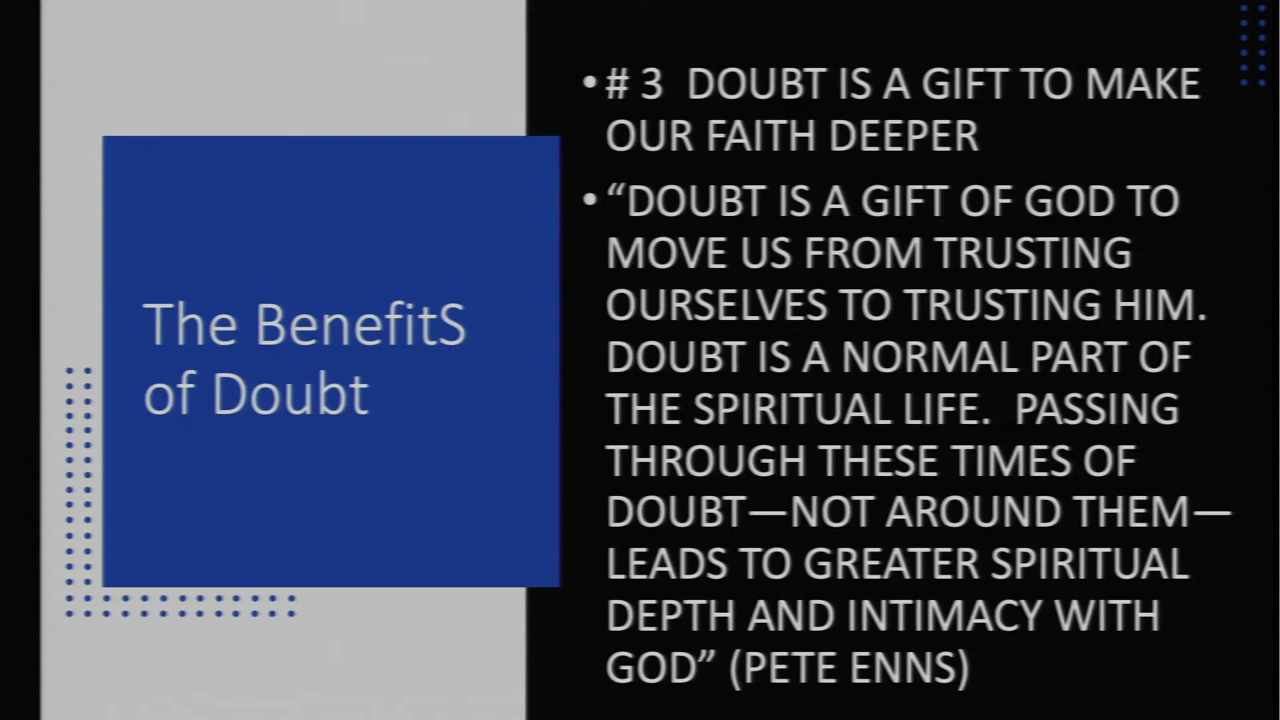 The BenefitS
of Doubt
• # 3  DOUBT IS A GIFT TO MAKE
OUR FAITH DEEPER
• “DOUBT IS A GIFT OF GOD TO
MOVE US FROM TRUSTING
OURSELVES TO TRUSTING HIM.
DOUBT IS A NORMAL PART OF
THE SPIRITUAL LIFE.  PASSING
THROUGH THESE TIMES OF
DOUBT—NOT AROUND THEM—
LEADS TO GREATER SPIRITUAL
DEPTH AND INTIMACY WITH
GOD” (PETE ENNS)